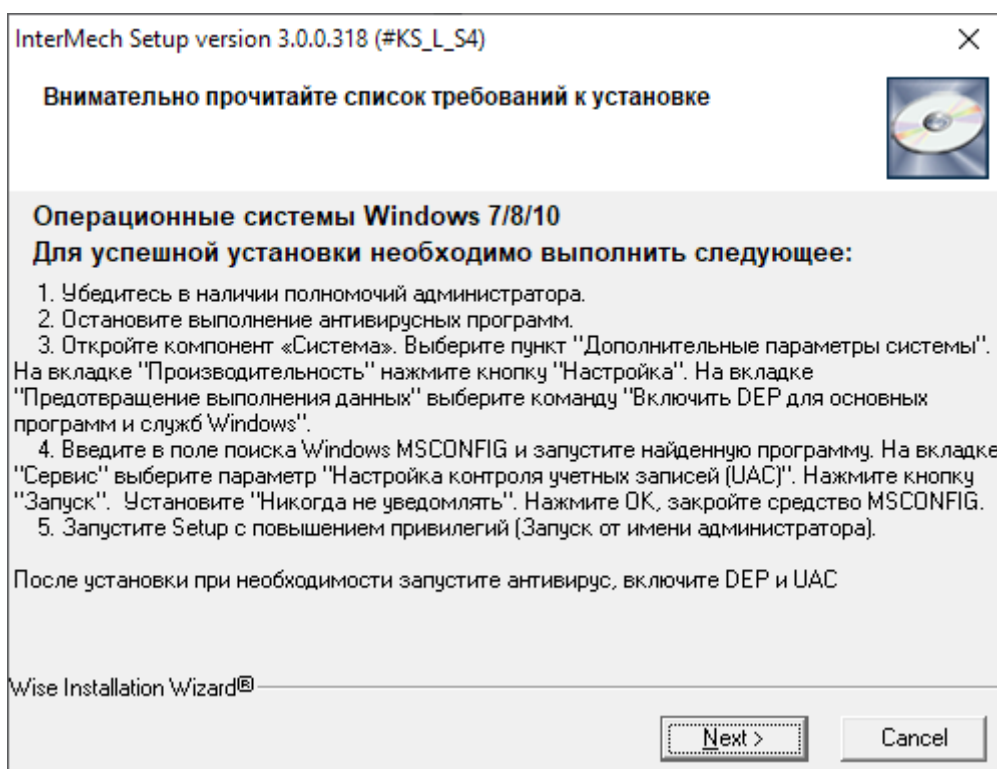 InterMech Setup version 3.0.0.318 (#KS_L_S4)
Внимательно прочитайте список требований к установке
Операционные системы Windows 7/8/10
Для успешной установки необходимо выполнить следующее:
1. Убедитесь в наличии полномочий администратора.
2. Остановите выполнение антивирусных программ.
3. Откройте компонент «Система». Выберите пункт "Дополнительные параметры системы".
На вкладке "Производительность" нажмите кнопку "Настройка". На вкладке
"Предотвращение выполнения данных" выберите команду "Включить DEP для основных
программ и служб Windows".
4. Введите в поле поиска Windows MSCONFIG и запустите найденную программу. На вкладке
"Сервис" выберите параметр "Настройка контроля учетных записей (UAC)". Нажмите кнопку
"Запуск". Установите "Никогда не уведомлять". Нажмите OK, закройте средство MSCONFIG.
5. Запустите Setup с повышением привилегий (Запуск от имени администратора).
После установки при необходимости запустите антивирус, включите DEP и UAC
Wise Installation Wizard®
Next >
Cancel